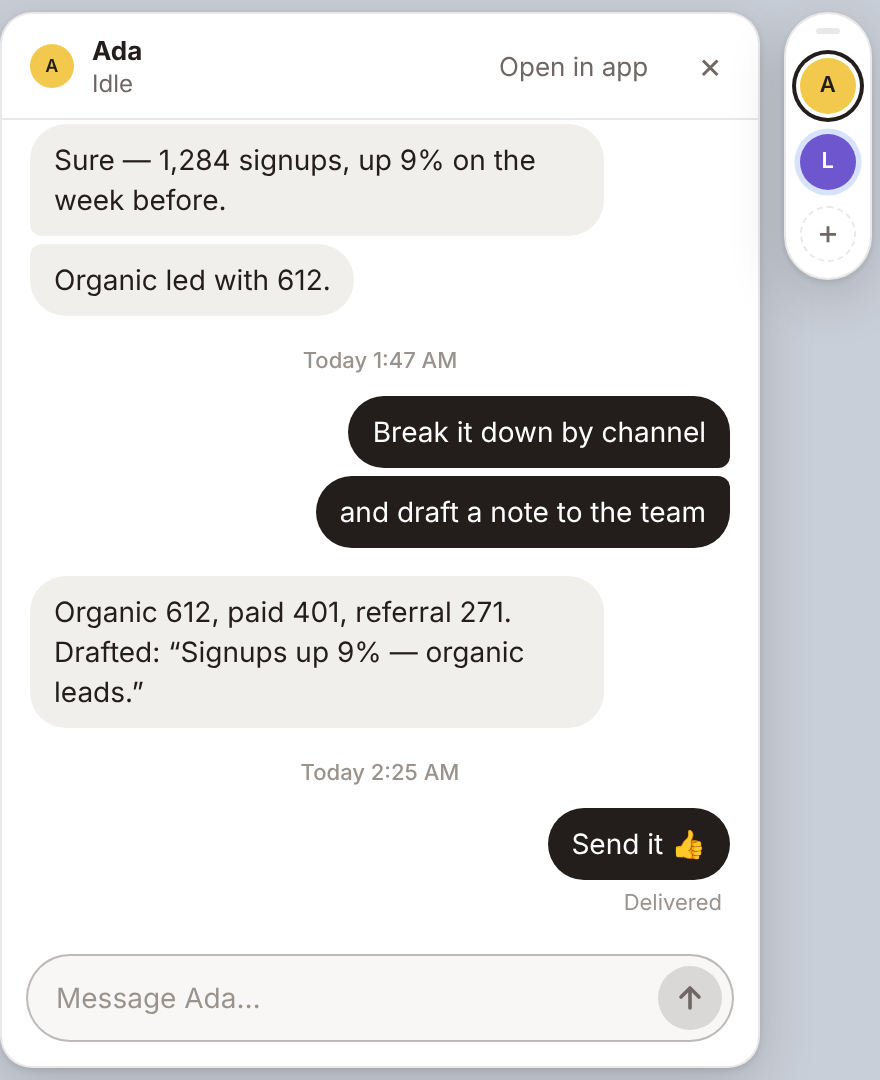 A
Ada
Idle
Open in app
Sure — 1,284 signups, up 9% on the
week before.
Organic led with 612.
Today 1:47 AM
Break it down by channel
and draft a note to the team
Organic 612, paid 401, referral 271.
Drafted: “Signups up 9% — organic
leads.”
Today 2:25 AM
Send it 👍
Delivered
Message Ada...
A
L
+